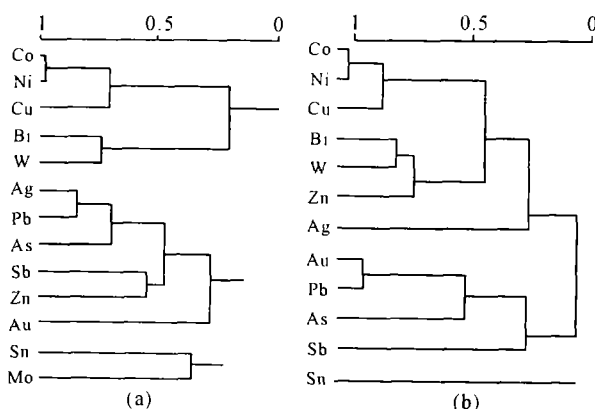 1 0.5 0
Co
Ni
Cu
Bi
W
Ag
Pb
As
Sb
Zn
Au
Sn
Mo
(a)
1 0.5 0
Co
Ni
Cu
Bi
W
Zn
Ag
Au
Pb
As
Sb
Sn
(b)